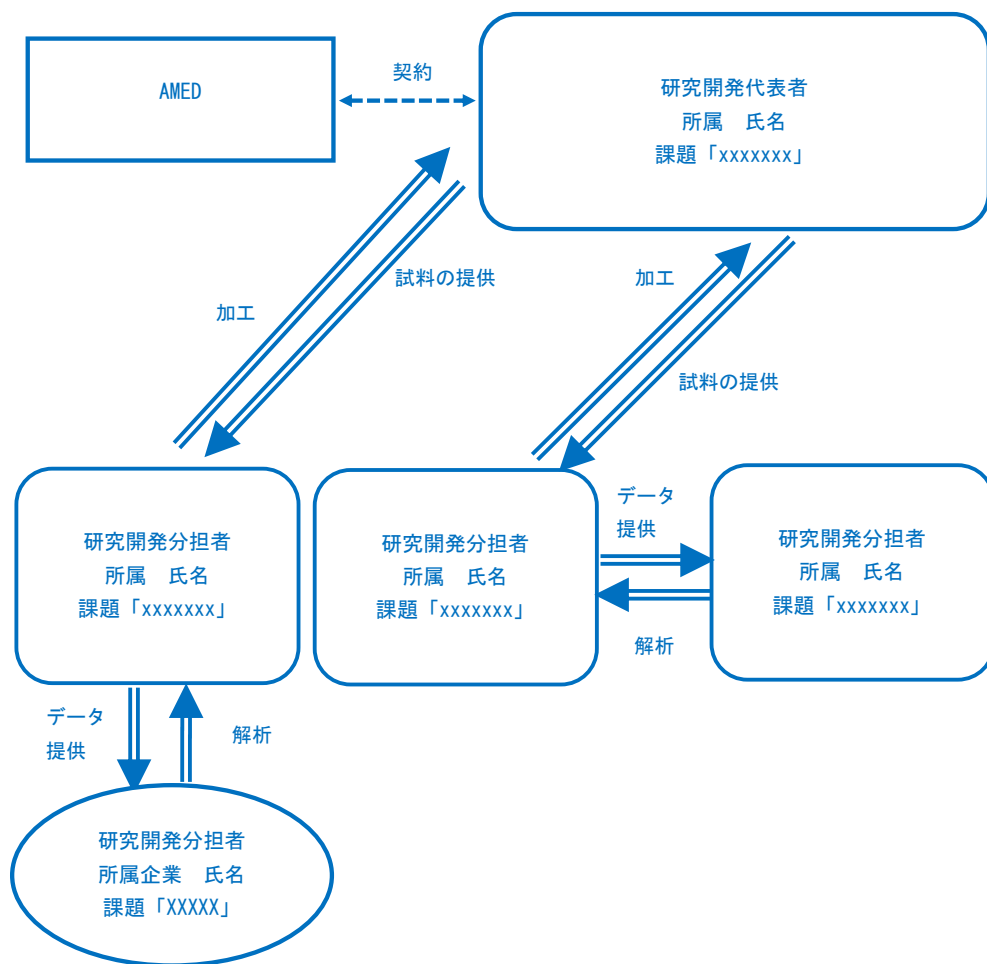 AMED
契約
研究開発代表者
所属　氏名
課題「xxxxxxx」
加工
試料の提供
加工
試料の提供
研究開発分担者
所属　氏名
課題「xxxxxxx」
研究開発分担者
所属　氏名
課題「xxxxxxx」
データ
提供
解析
研究開発分担者
所属　氏名
課題「xxxxxxx」
データ
提供
解析
研究開発分担者
所属企業　氏名
課題「XXXXX」